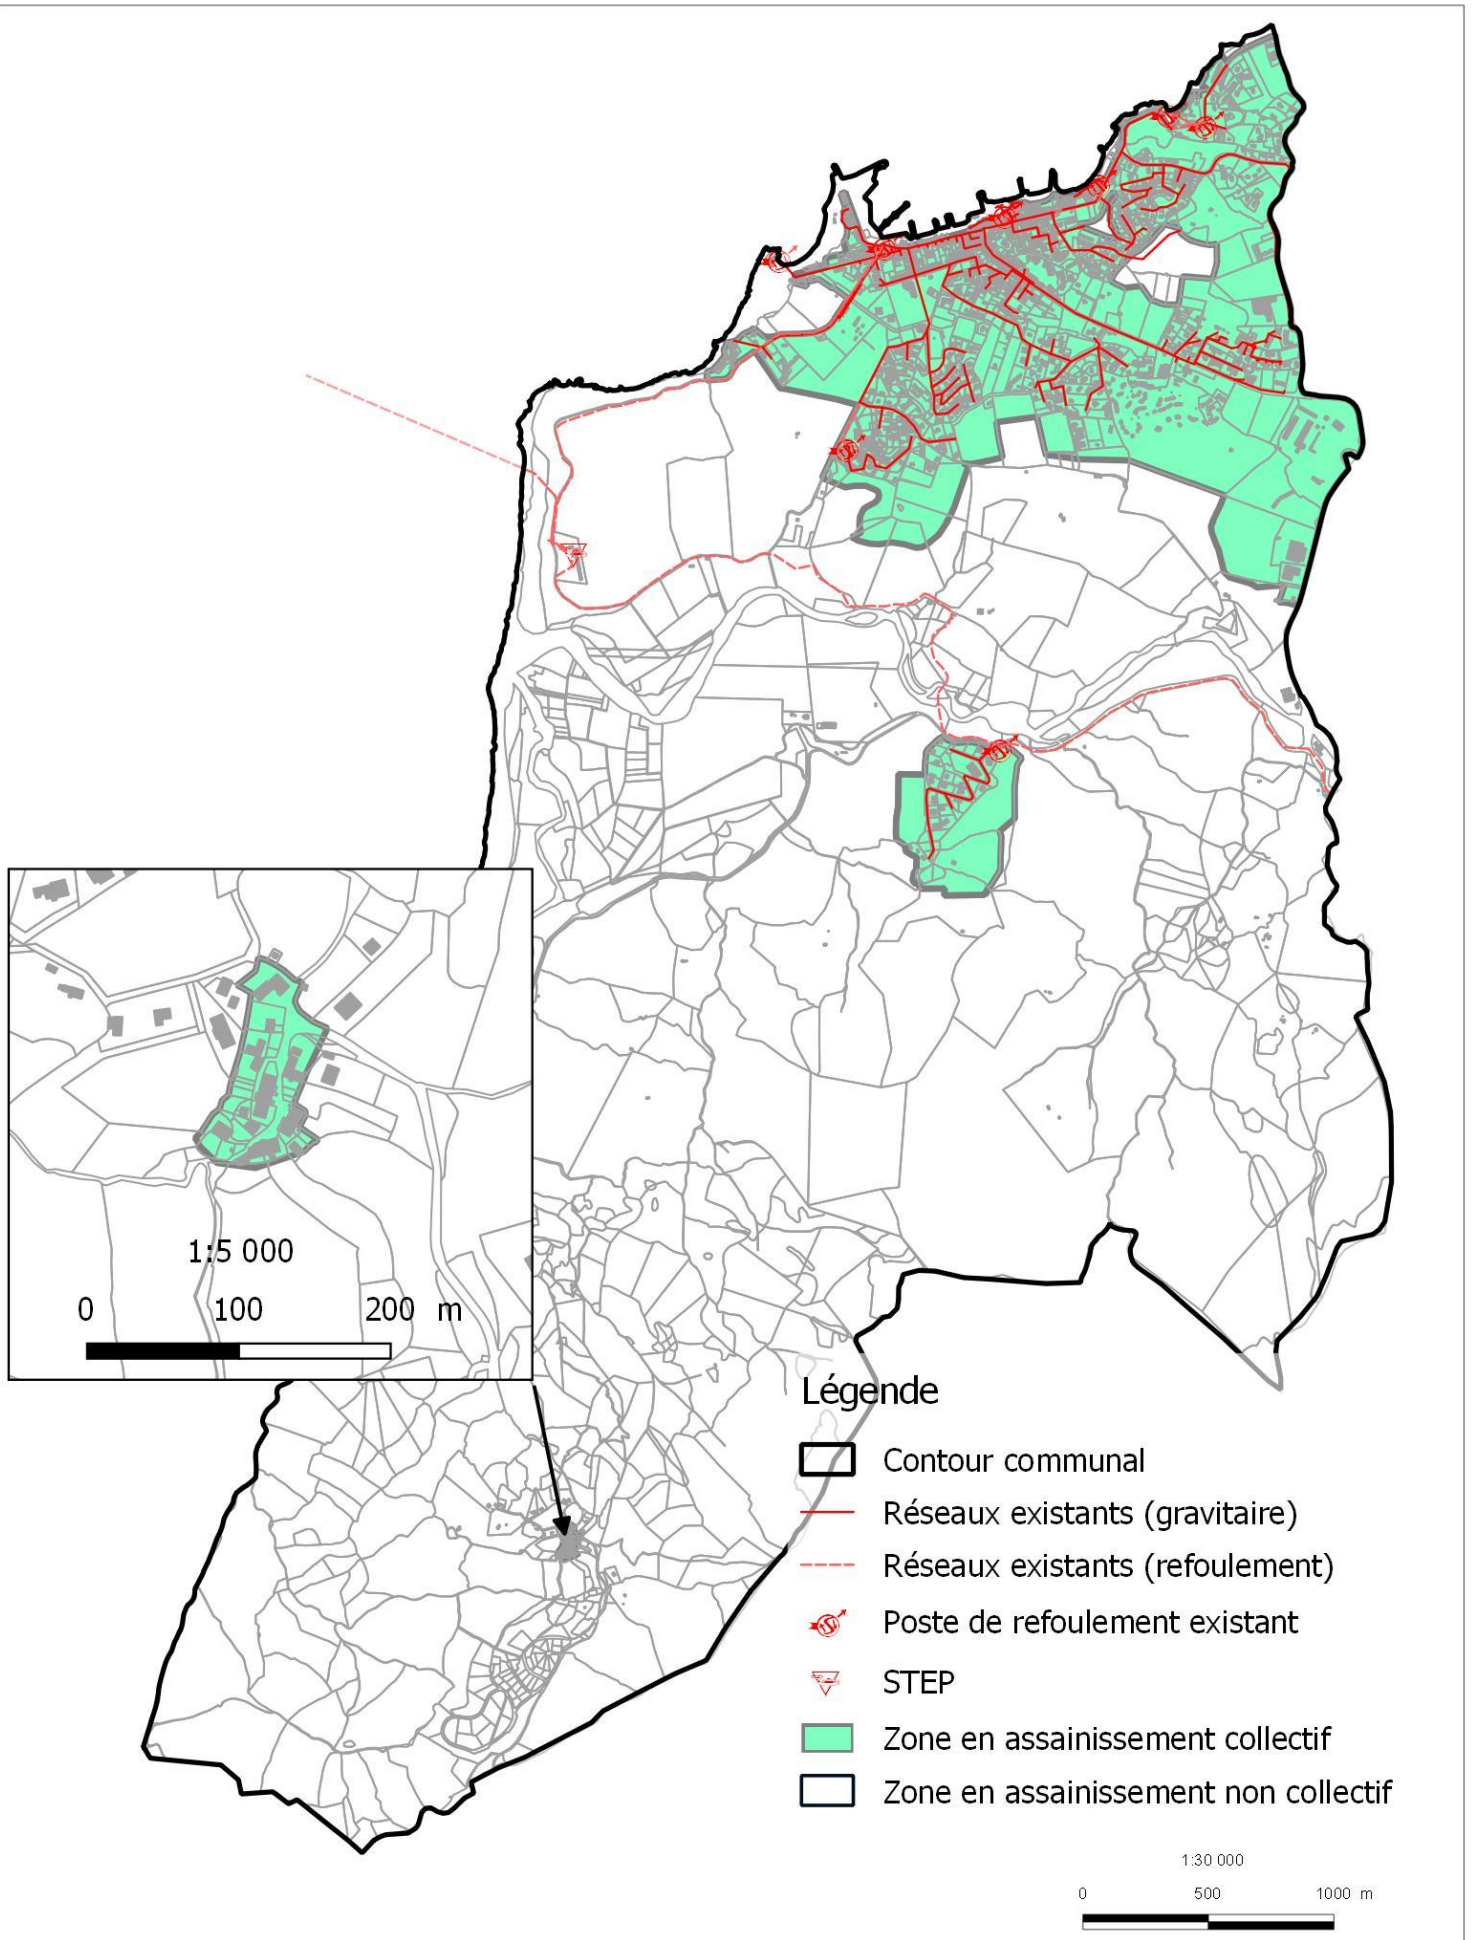 1:5 000
0 100 200 m
Légende
Contour communal
Réseaux existants (gravitaire)
Réseaux existants (refoulement)
Poste de refoulement existant
STEP
Zone en assainissement collectif
Zone en assainissement non collectif
1:30 000
0 500 1000 m